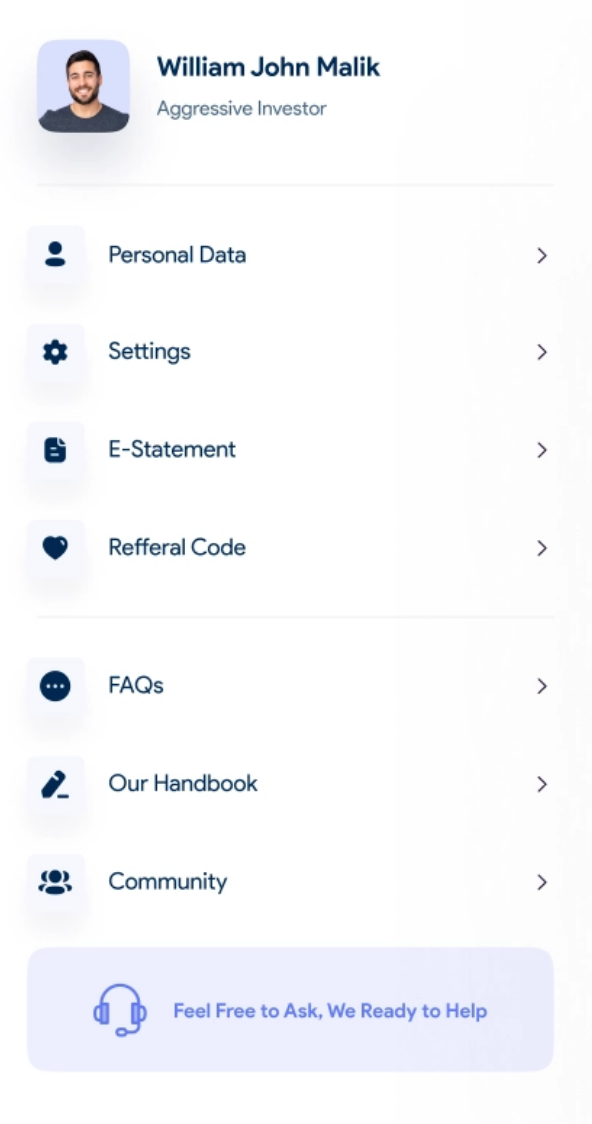 William John Malik
Aggressive Investor
Personal Data
Settings
E-Statement
Refferal Code
FAQs
Our Handbook
Community
Feel Free to Ask, We Ready to Help